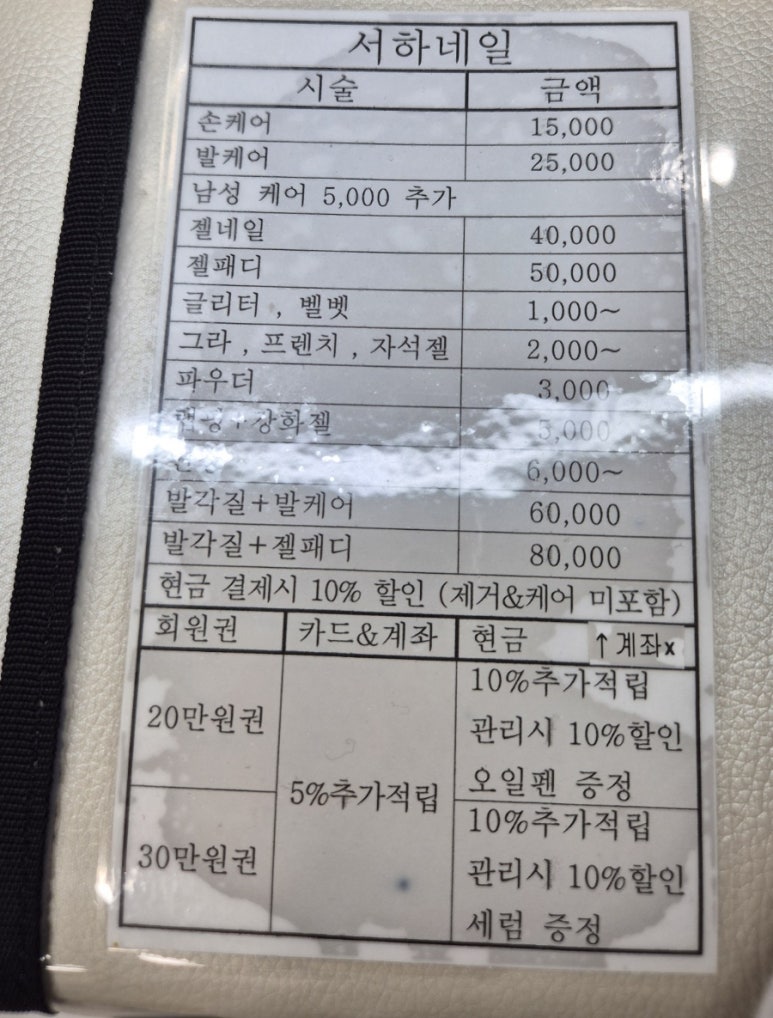 서하네일
시술 금액
손케어 15,000
발케어 25,000
남성 케어 5,000 추가
젤네일 40,000
젤패디 50,000
글리터 , 벨벳 1,000~
그라 , 프렌치 , 자석젤 2,000~
파우더 3,000
강화젤 5,000
6,000~
발각질+발케어 60,000
발각질+젤패디 80,000
현금 결제시 10% 할인 (제거&케어 미포함)
회원권 카드&계좌 현금 ↑계좌x
20만원권 5%추가적립 10%추가적립
관리시 10%할인
오일펜 증정
30만원권 10%추가적립
관리시 10%할인
세럼 증정